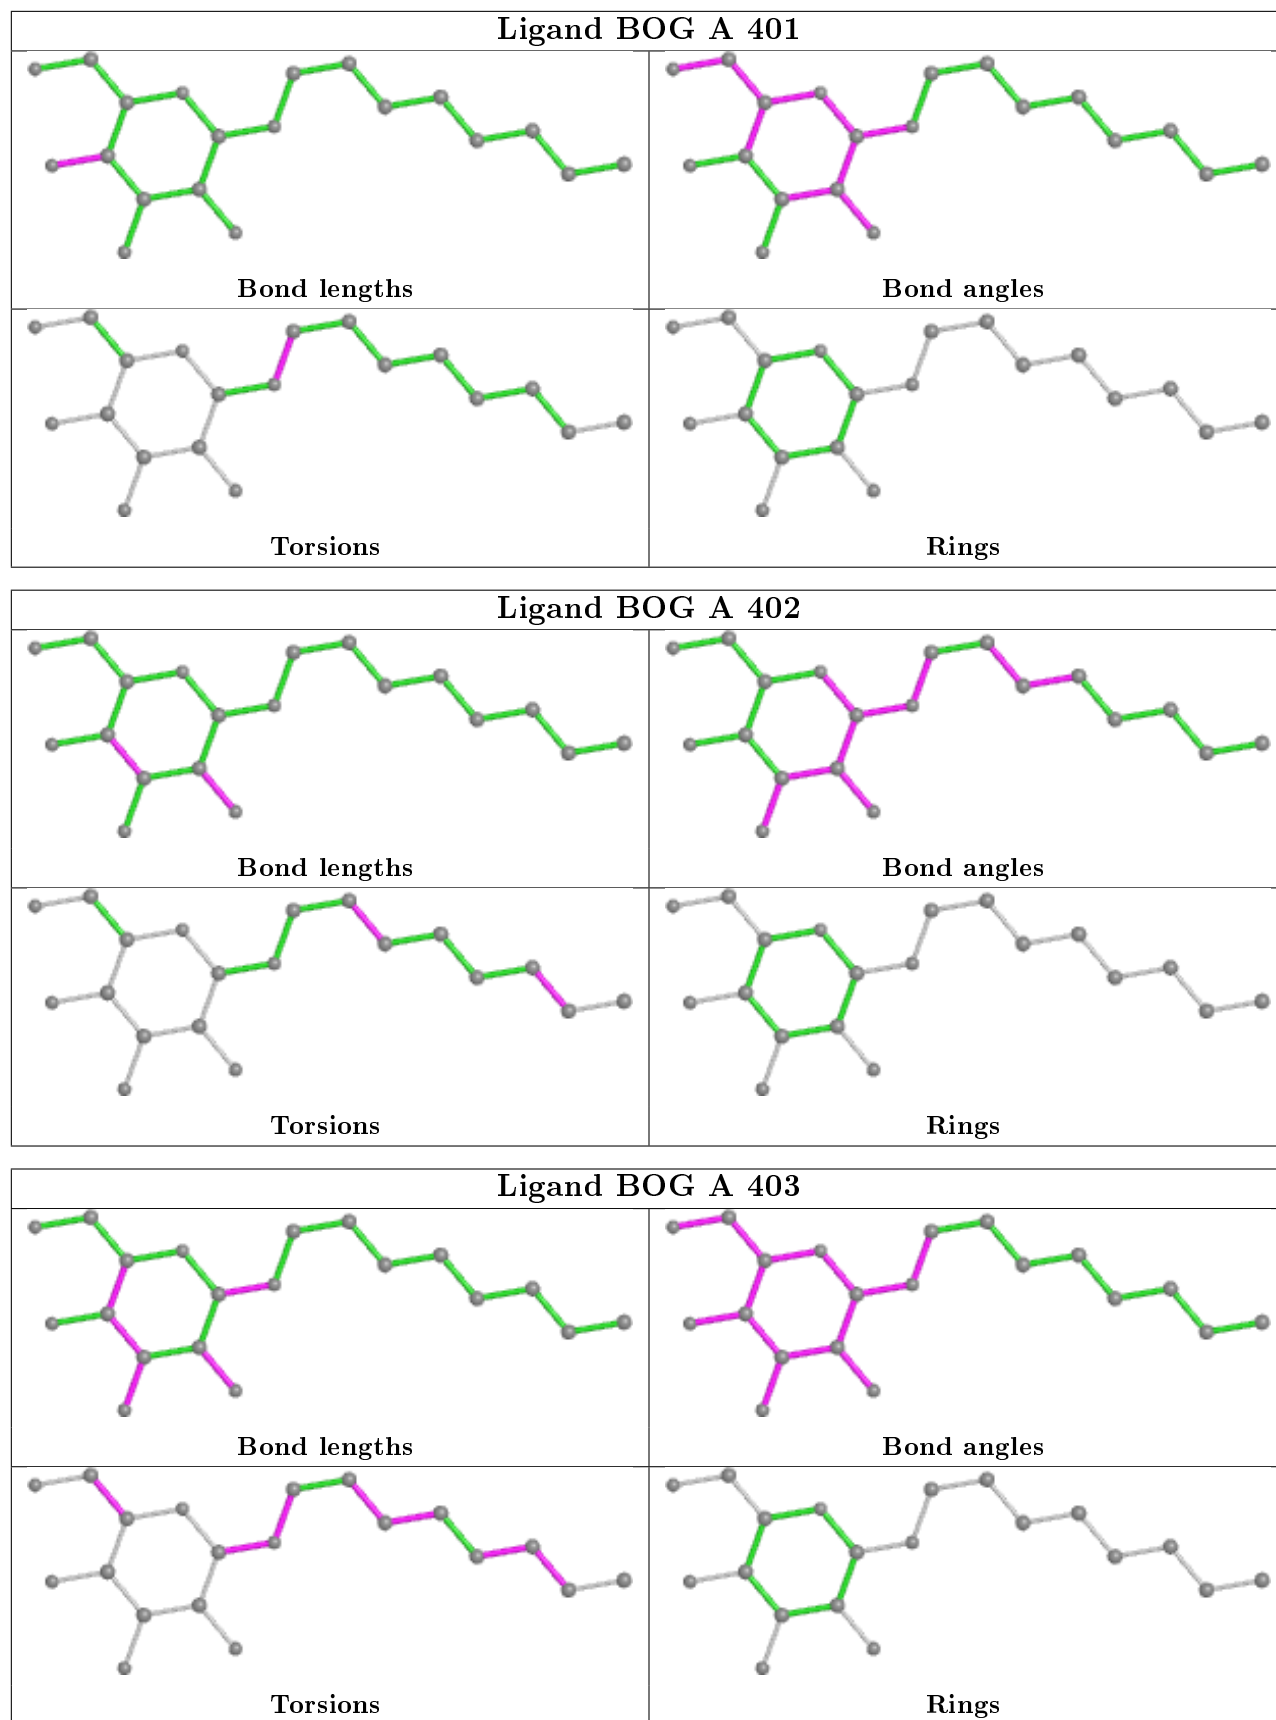 Ligand BOG A 401
Bond lengths
Bond angles
Torsions
Rings
Ligand BOG A 402
Bond lengths
Bond angles
Torsions
Rings
Ligand BOG A 403
Bond lengths
Bond angles
Torsions
Rings